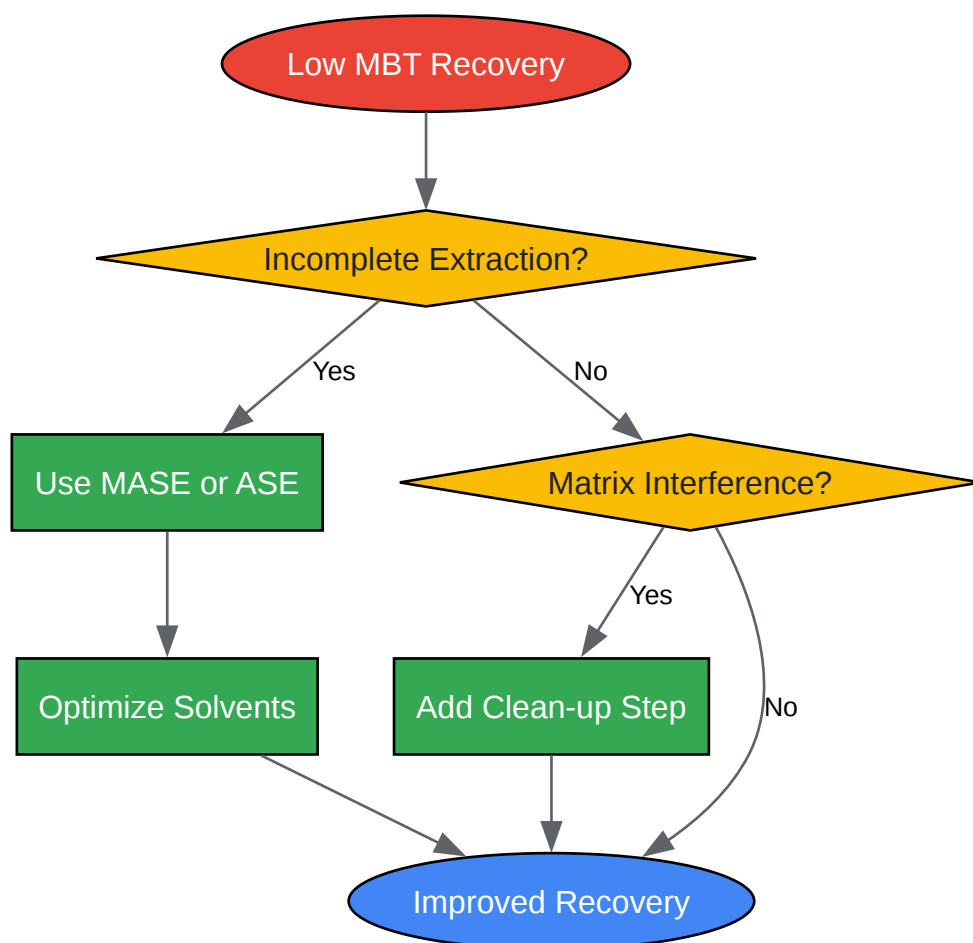 Low MBT Recovery
Incomplete Extraction?
Yes
No
Use MASE or ASE
Matrix Interference?
Yes
Optimize Solvents
Add Clean-up Step
No
Improved Recovery